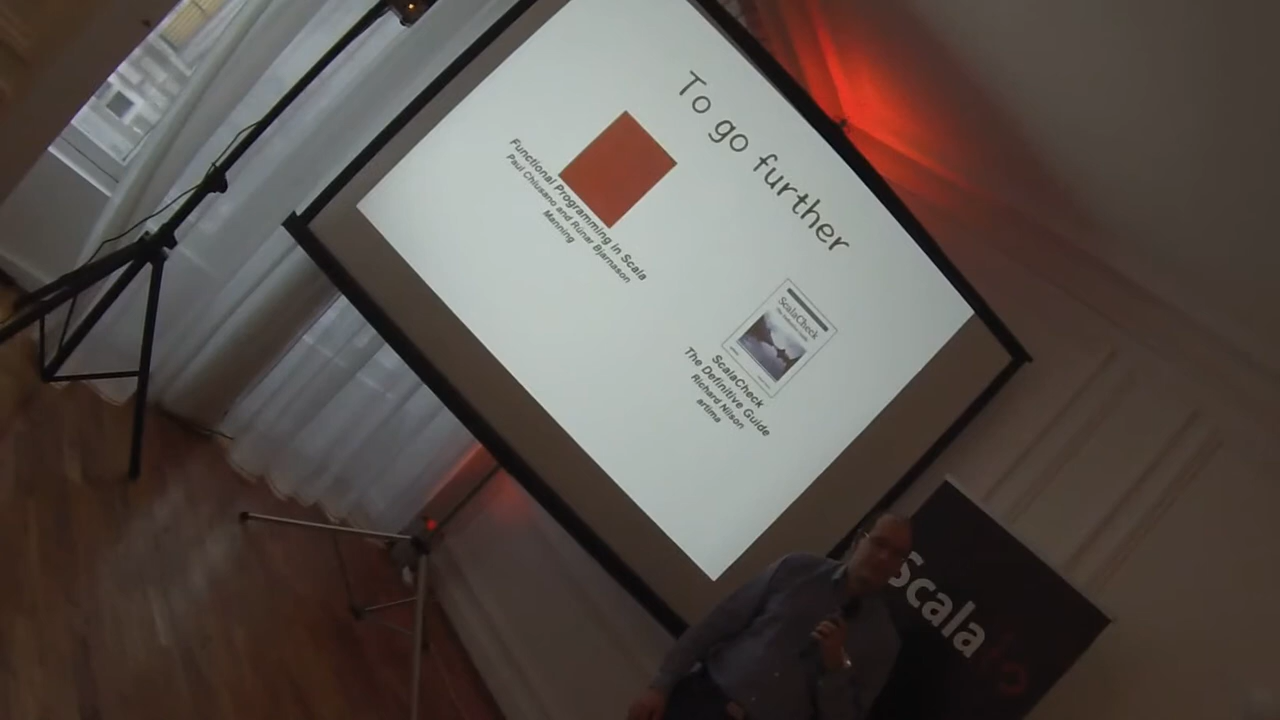 To go further
Functional Programming in Scala
Paul Chiusano and Rúnar Bjarnason
Manning
ScalaCheck
ScalaCheck
The Definitive Guide
Richard Nilson
artima
Scala